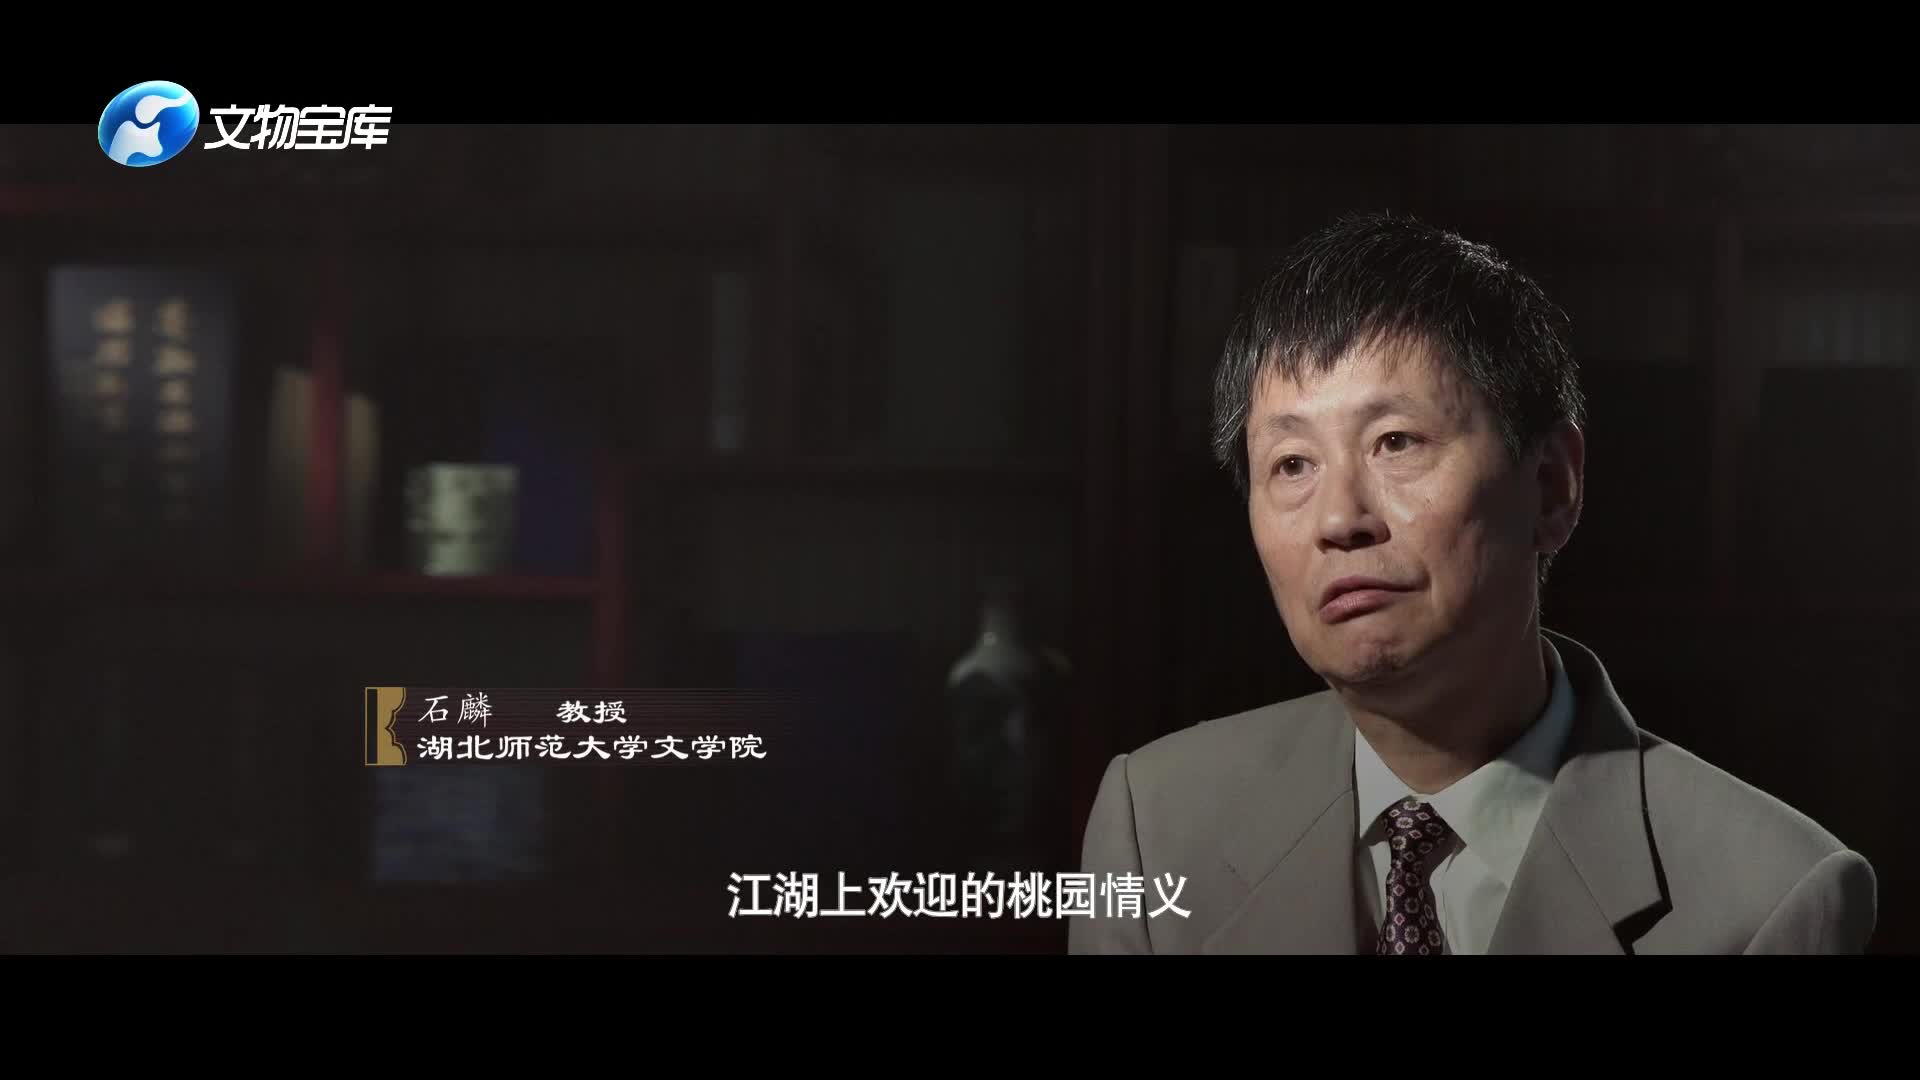 文物宝库
石麟 教授
湖北师范大学文学院
江湖上欢迎的桃园情义